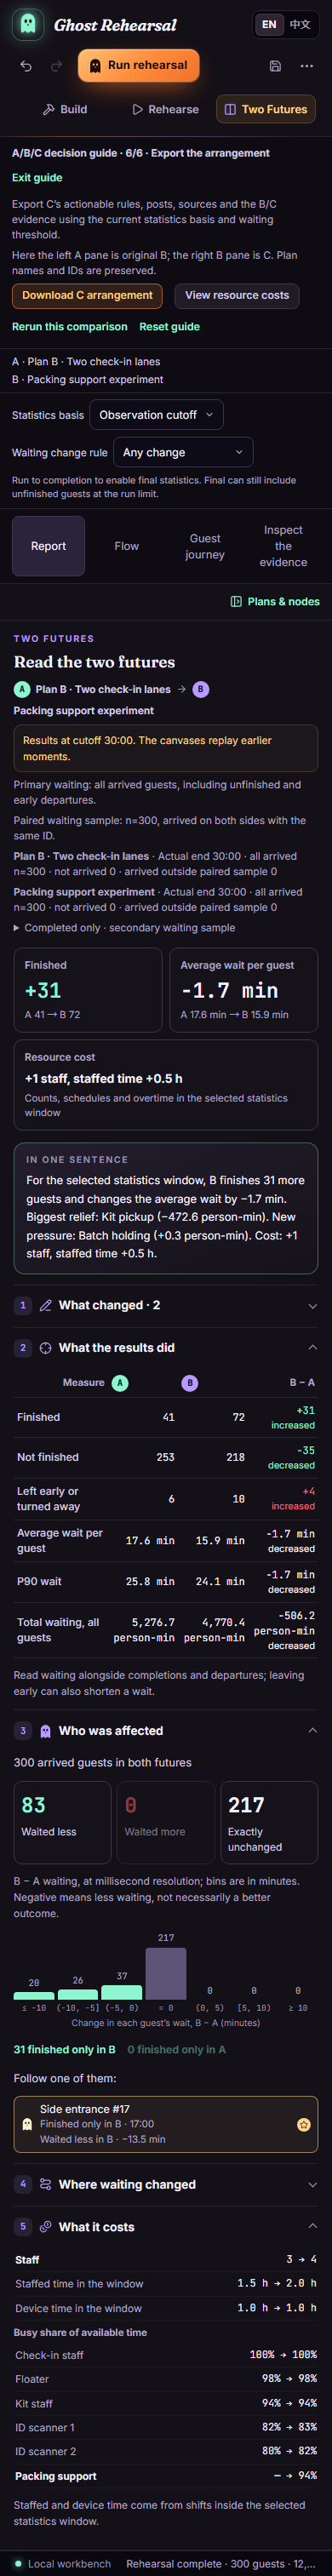 Ghost Rehearsal
EN 中文
Run rehearsal
Build Rehearse Two Futures
A/B/C decision guide · 6/6 · Export the arrangement
Exit guide
Export C's actionable rules, posts, sources and the B/C
evidence using the current statistics basis and waiting
threshold.
Here the left A pane is original B; the right B pane is C. Plan
names and IDs are preserved.
Download C arrangement View resource costs
Rerun this comparison Reset guide
A · Plan B · Two check-in lanes
B · Packing support experiment
Statistics basis Observation cutoff
Waiting change rule Any change
Run to completion to enable final statistics. Final can still include
unfinished guests at the run limit.
Report Flow Guest
journey Inspect
the
evidence
Plans & nodes
TWO FUTURES
Read the two futures
A Plan B · Two check-in lanes → B
Packing support experiment
Results at cutoff 30:00. The canvases replay earlier
moments.
Primary waiting: all arrived guests, including unfinished and
early departures.
Paired waiting sample: n=300, arrived on both sides with the
same ID.
Plan B · Two check-in lanes · Actual end 30:00 · all arrived
n=300 · not arrived 0 · arrived outside paired sample 0
Packing support experiment · Actual end 30:00 · all arrived
n=300 · not arrived 0 · arrived outside paired sample 0
▶ Completed only · secondary waiting sample
Finished
+31
A 41 → B 72
Average wait per guest
-1.7 min
A 17.6 min → B 15.9 min
Resource cost
+1 staff, staffed time +0.5 h
Counts, schedules and overtime in the selected statistics
window
IN ONE SENTENCE
For the selected statistics window, B finishes 31 more
guests and changes the average wait by −1.7 min.
Biggest relief: Kit pickup (−472.6 person-min). New
pressure: Batch holding (+0.3 person-min). Cost: +1
staff, staffed time +0.5 h.
1 What changed · 2
2 What the results did
Measure A B B − A
Finished 41 72 +31
increased
Not finished 253 218 -35
decreased
Left early or
turned away 6 10 +4
increased
Average wait per
guest 17.6 min 15.9 min -1.7 min
decreased
P90 wait 25.8 min 24.1 min -1.7 min
decreased
Total waiting, all
guests 5,276.7
person-min 4,770.4
person-min -506.2
person-min
decreased
Read waiting alongside completions and departures; leaving
early can also shorten a wait.
3 Who was affected
300 arrived guests in both futures
83
Waited less
0
Waited more
217
Exactly
unchanged
B − A waiting, at millisecond resolution; bins are in minutes.
Negative means less waiting, not necessarily a better
outcome.
20 26 37 217 0 0 0
≤ -10 (-10, -5] (-5, 0) = 0 (0, 5) [5, 10) ≥ 10
Change in each guest's wait, B − A (minutes)
31 finished only in B 0 finished only in A
Follow one of them:
Side entrance #17
Finished only in B · 17:00
Waited less in B · −13.5 min
4 Where waiting changed
5 What it costs
Staff 3 → 4
Staffed time in the window 1.5 h → 2.0 h
Device time in the window 1.0 h → 1.0 h
Busy share of available time
Check-in staff 100% → 100%
Floater 98% → 98%
Kit staff 94% → 94%
ID scanner 1 82% → 83%
ID scanner 2 80% → 82%
Packing support — → 94%
Staffed and device time come from shifts inside the selected
statistics window.
Local workbench Rehearsal complete · 300 guests · 12,...